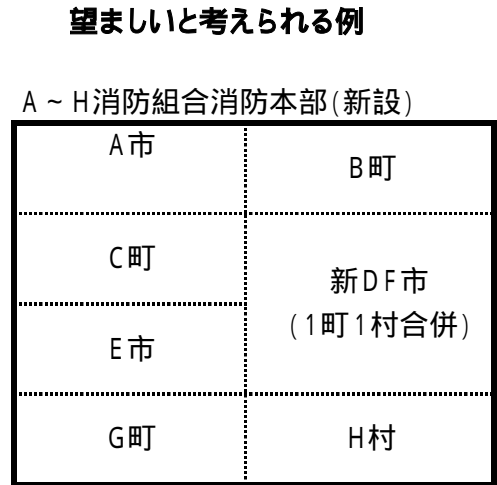 望ましいと考えられる例
A～H消防組合消防本部(新設)
A市
B町
C町
新DF市
(1町1村合併)
E市
G町
H村